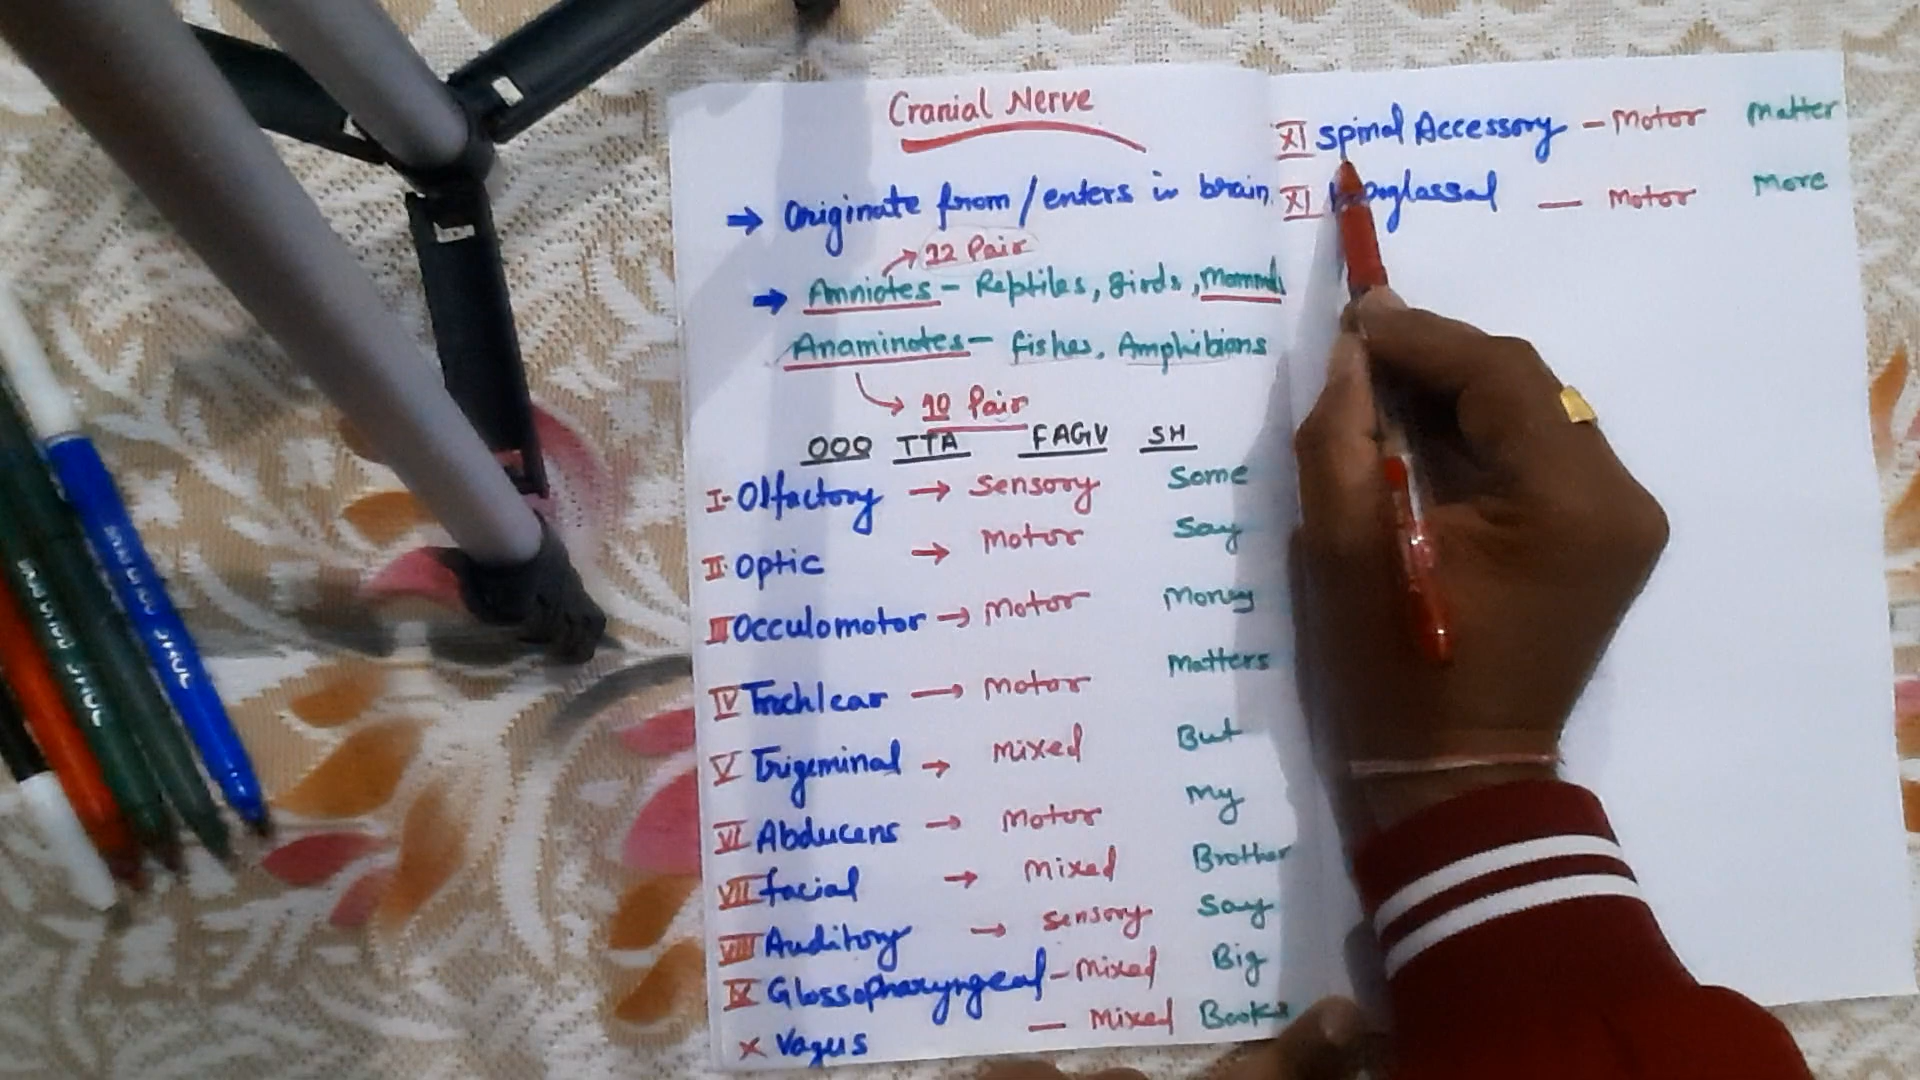 Cranial Nerve
→ Originate from/enters in brain
→ 12 Pair
→ Amniotes - Reptiles, Birds, Mammals
Anaminotes - fishes, Amphibians
→ 10 Pair
OOO TTA FAGV SH
I- Olfactory → Sensory Some
II- Optic → Motor Say
III Occulomotor → Motor Money
IV Trochlear → Motor Matters
V Trigeminal → Mixed But
VI Abducens → Motor My
VII facial → Mixed Brother
VIII Auditory → Sensory Say
IX Glossopharyngeal - Mixed Big
X Vagus — Mixed Books
XI Spinal Accessory - Motor Matter
XI — Motor More